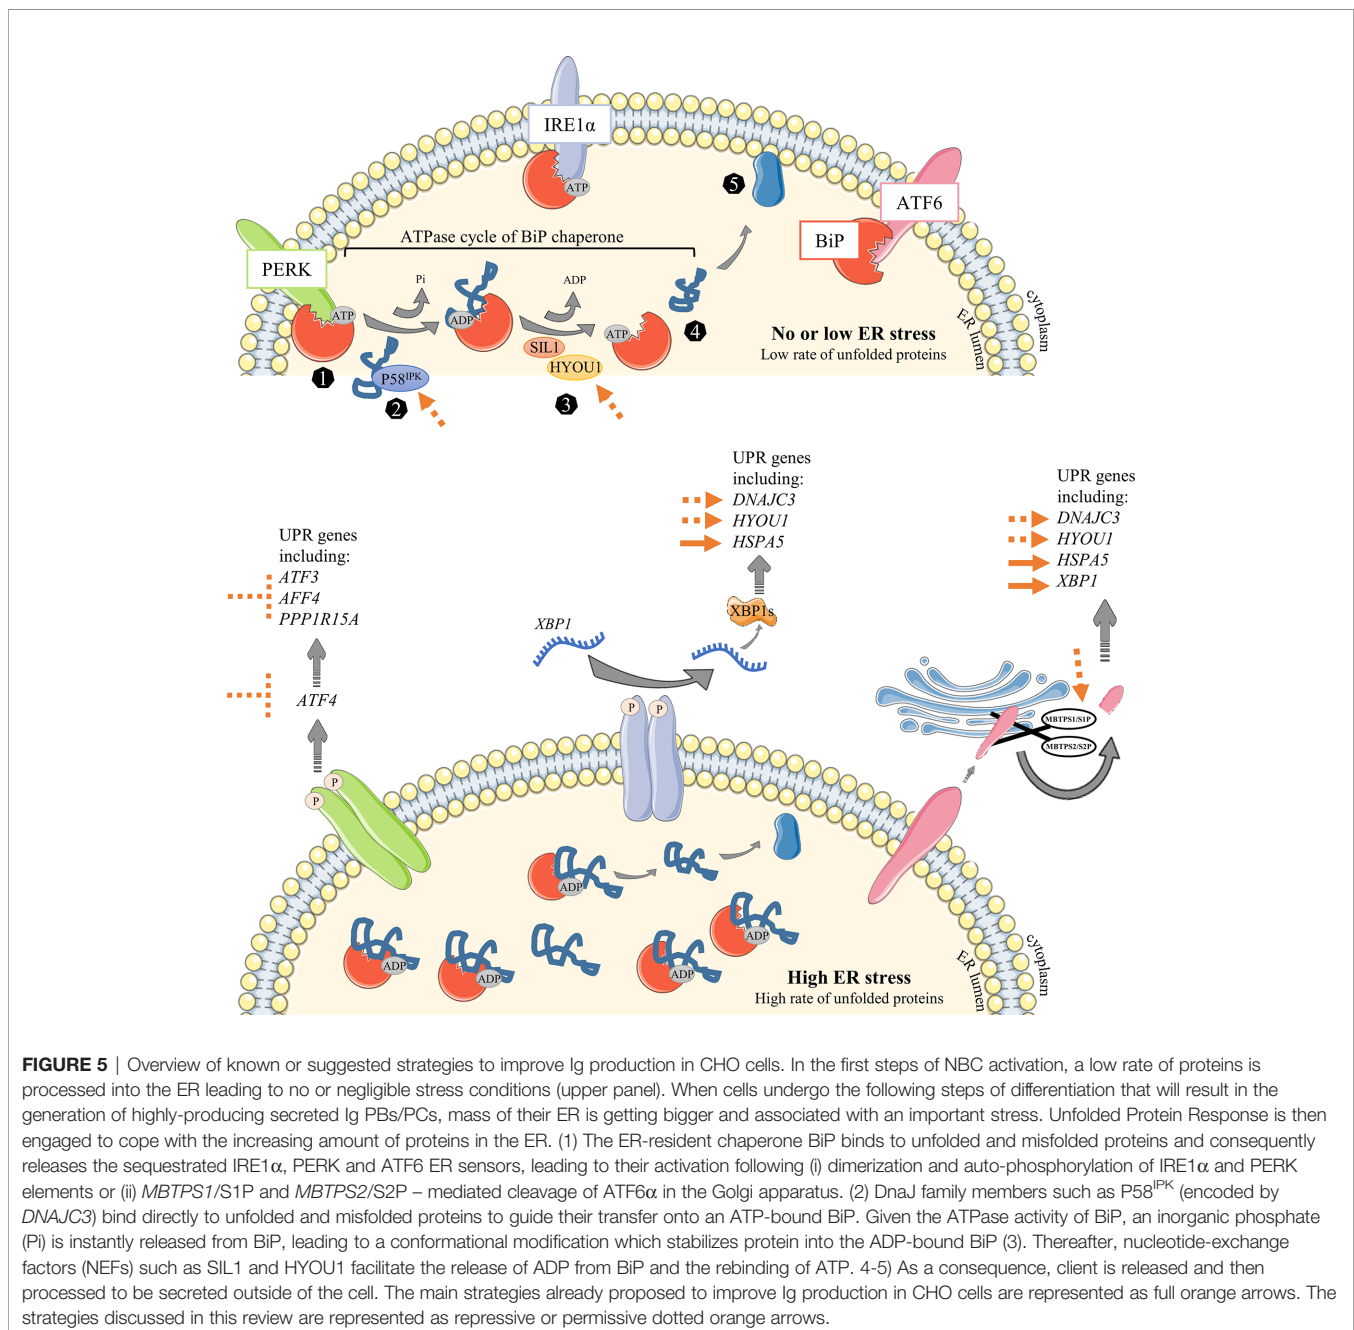 IRE1α
ATP
5
ATF6
BiP
ATPase cycle of BiP chaperone
PERK
Pi
ADP
ATP
ADP
ATP
SIL1
HYOU1
4
No or low ER stress
Low rate of unfolded proteins
cytoplasm
ER lumen
1
P58IPK
2
3
UPR genes
including:
DNAJC3
HYOU1
HSPA5
UPR genes
including:
DNAJC3
HYOU1
HSPA5
XBP1
UPR genes
including:
ATF3
AFF4
PPP1R15A
XBP1
XBP1s
ATF4
P
P
MBTPS1/S1P
MBTPS2/S2P
P
P
ADP
ADP
ADP
ADP
ADP
High ER stress
High rate of unfolded proteins
cytoplasm
ER lumen
FIGURE 5 | Overview of known or suggested strategies to improve Ig production in CHO cells. In the first steps of NBC activation, a low rate of proteins is
processed into the ER leading to no or negligible stress conditions (upper panel). When cells undergo the following steps of differentiation that will result in the
generation of highly-producing secreted Ig PBs/PCs, mass of their ER is getting bigger and associated with an important stress. Unfolded Protein Response is then
engaged to cope with the increasing amount of proteins in the ER. (1) The ER-resident chaperone BiP binds to unfolded and misfolded proteins and consequently
releases the sequestrated IRE1α, PERK and ATF6 ER sensors, leading to their activation following (i) dimerization and auto-phosphorylation of IRE1α and PERK
elements or (ii) MBTPS1/S1P and MBTPS2/S2P – mediated cleavage of ATF6α in the Golgi apparatus. (2) DnaJ family members such as P58IPK (encoded by
DNAJC3) bind directly to unfolded and misfolded proteins to guide their transfer onto an ATP-bound BiP. Given the ATPase activity of BiP, an inorganic phosphate
(Pi) is instantly released from BiP, leading to a conformational modification which stabilizes protein into the ADP-bound BiP (3). Thereafter, nucleotide-exchange
factors (NEFs) such as SIL1 and HYOU1 facilitate the release of ADP from BiP and the rebinding of ATP. 4-5) As a consequence, client is released and then
processed to be secreted outside of the cell. The main strategies already proposed to improve Ig production in CHO cells are represented as full orange arrows. The
strategies discussed in this review are represented as repressive or permissive dotted orange arrows.